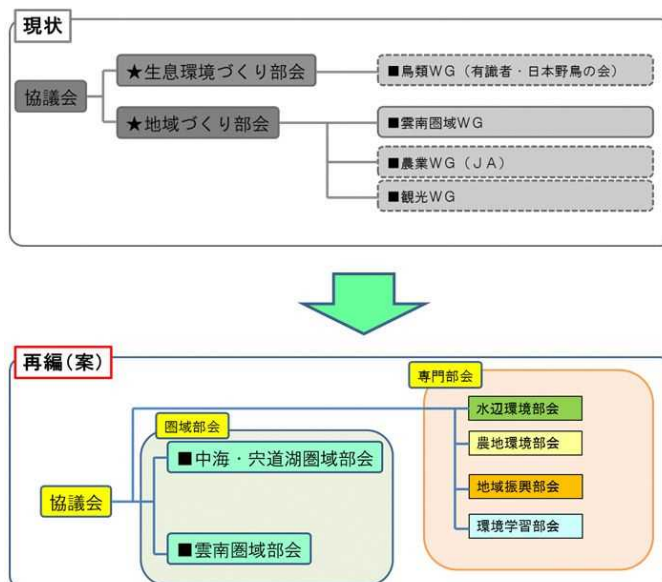 現状
協議会
★生息環境づくり部会
■鳥類WG（有識者・日本野鳥の会）
★地域づくり部会
■雲南圏域WG
■農業WG（ＪＡ）
■観光WG
再編（案）
専門部会
水辺環境部会
圏域部会
農地環境部会
■中海・宍道湖圏域部会
地域振興部会
協議会
環境学習部会
■雲南圏域部会